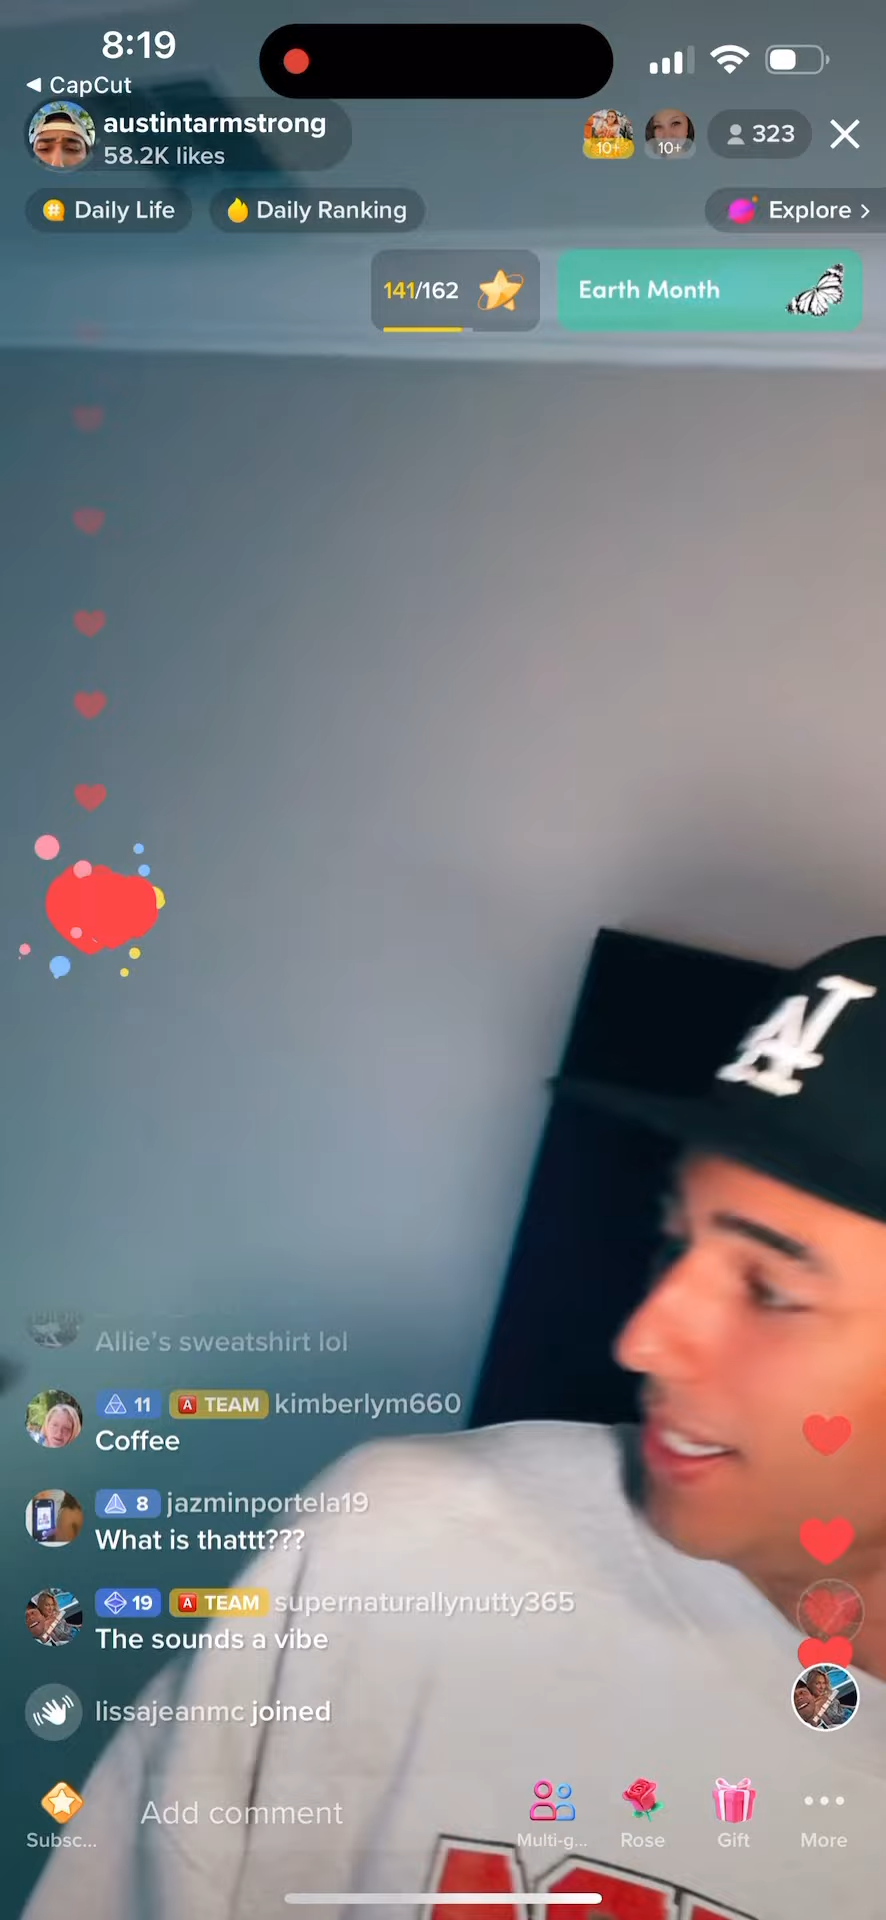 8:19
CapCut
austintarmstrong
58.2K likes
10+
10+
323
Daily Life
Daily Ranking
Explore
141/162
Earth Month
Allie's sweatshirt lol
11 A TEAM kimberlym660
Coffee
8 jazminportela19
What is thattt???
19 A TEAM supernaturallynutty365
The sounds a vibe
lissajeanmc joined
Subsc...
Add comment
Multi-g...
Rose
Gift
More